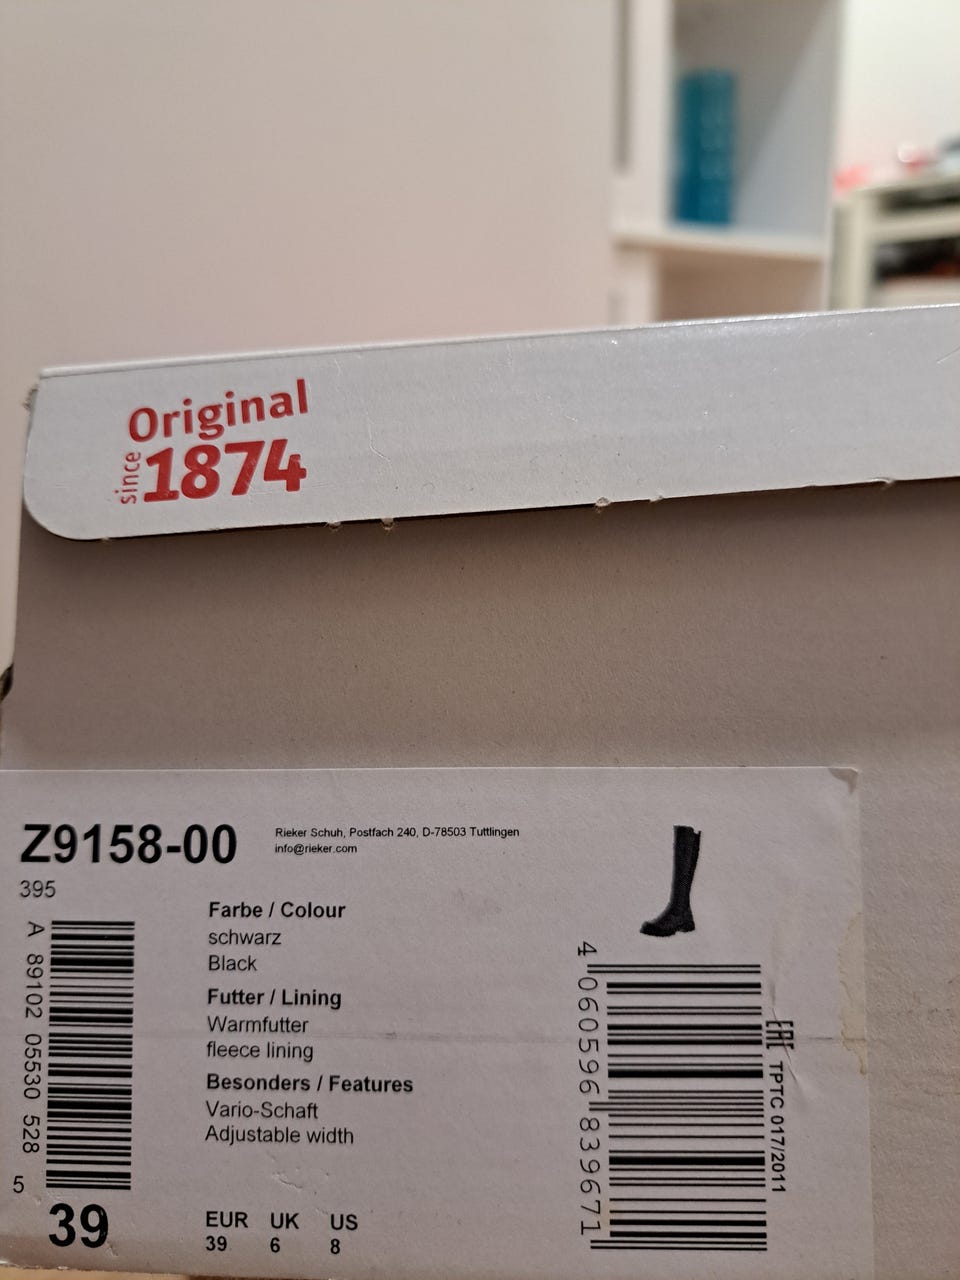 Original
since 1874
Z9158-00
Rieker Schuh, Postfach 240, D-78503 Tuttlingen
info@rieker.com
395
Farbe / Colour
schwarz
Black
Futter / Lining
Warmfutter
fleece lining
Besonders / Features
Vario-Schaft
Adjustable width
A 89102 05530 528
5
39
EUR UK US
39 6 8
4 060596 839671
EAC TPTC 017/2011